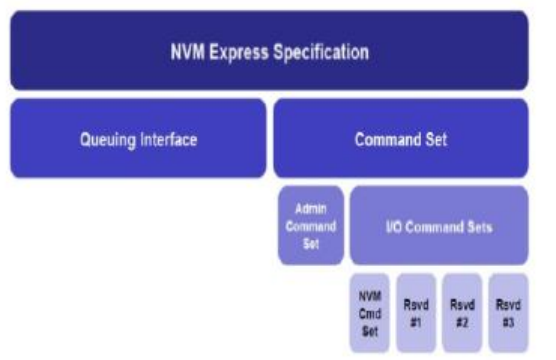 NVM Express Specification
Queuing Interface
Command Set
Admin
Command
Set
I/O Command Sets
NVM
Cmd
Set
Rsvd
#1
Rsvd
#2
Rsvd
#3